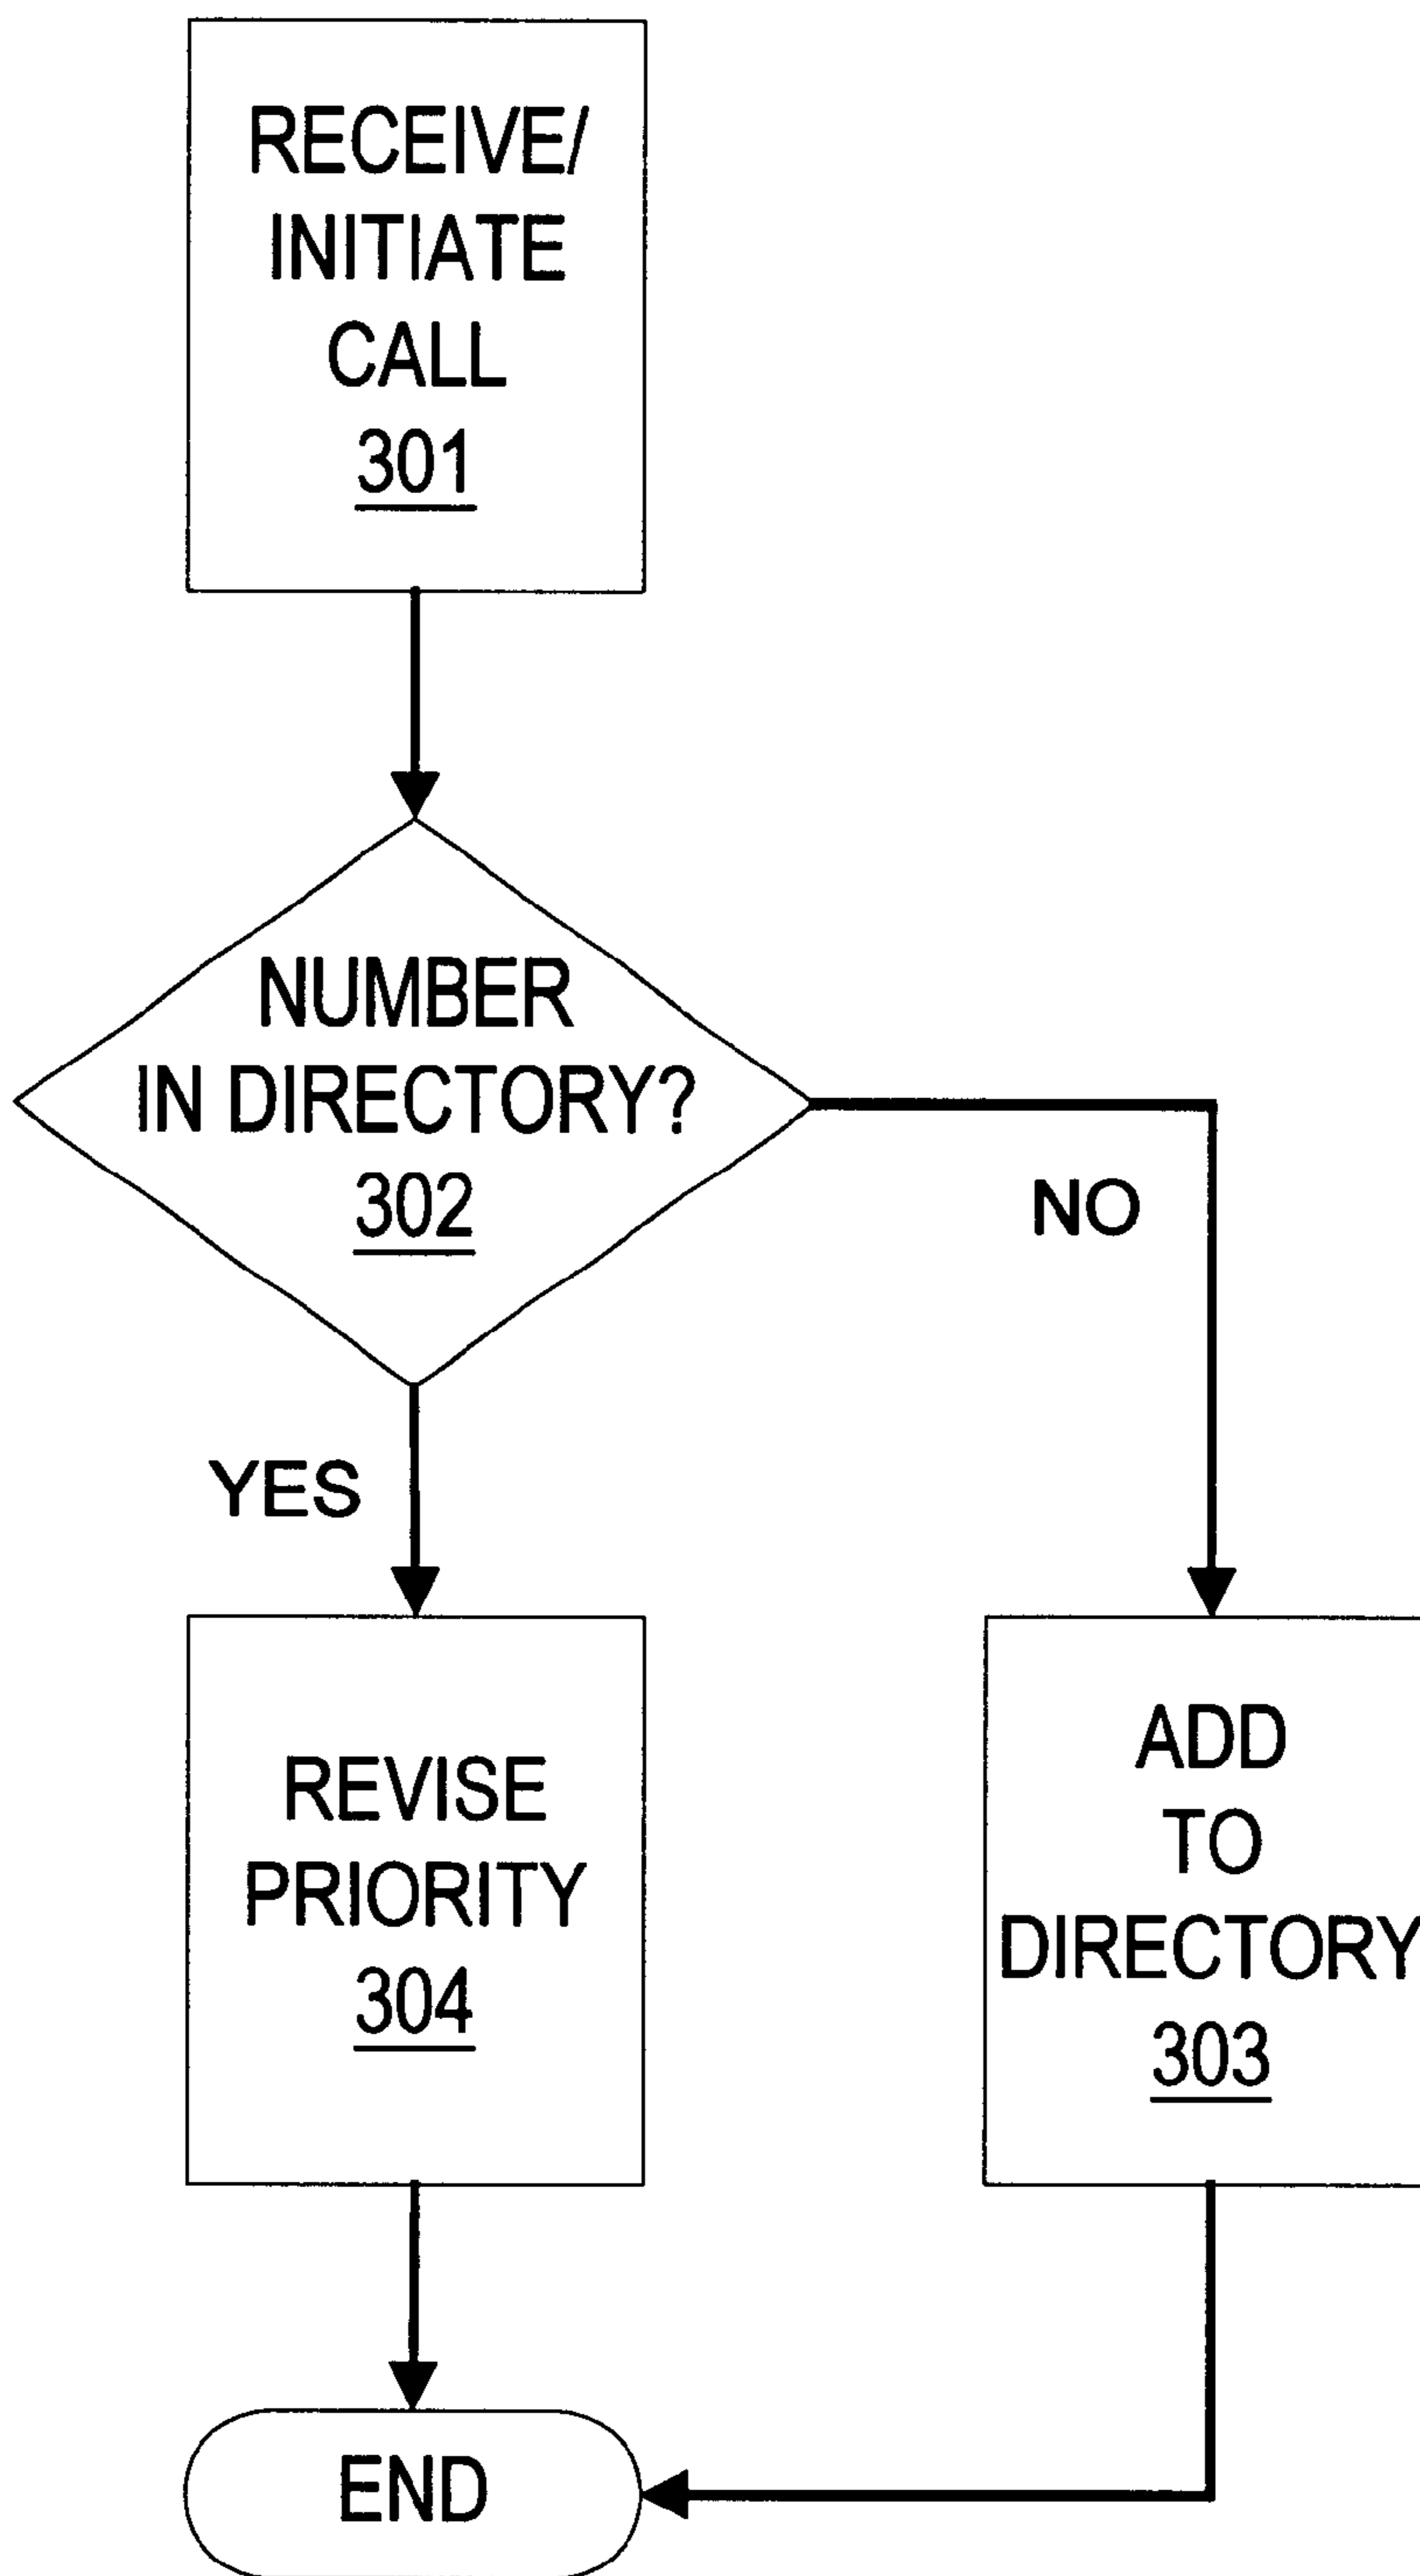 RECEIVE/
INITIATE
CALL
301
NUMBER
IN DIRECTORY?
302
NO
YES
REVISE
PRIORITY
304
ADD
TO
DIRECTORY
303
END